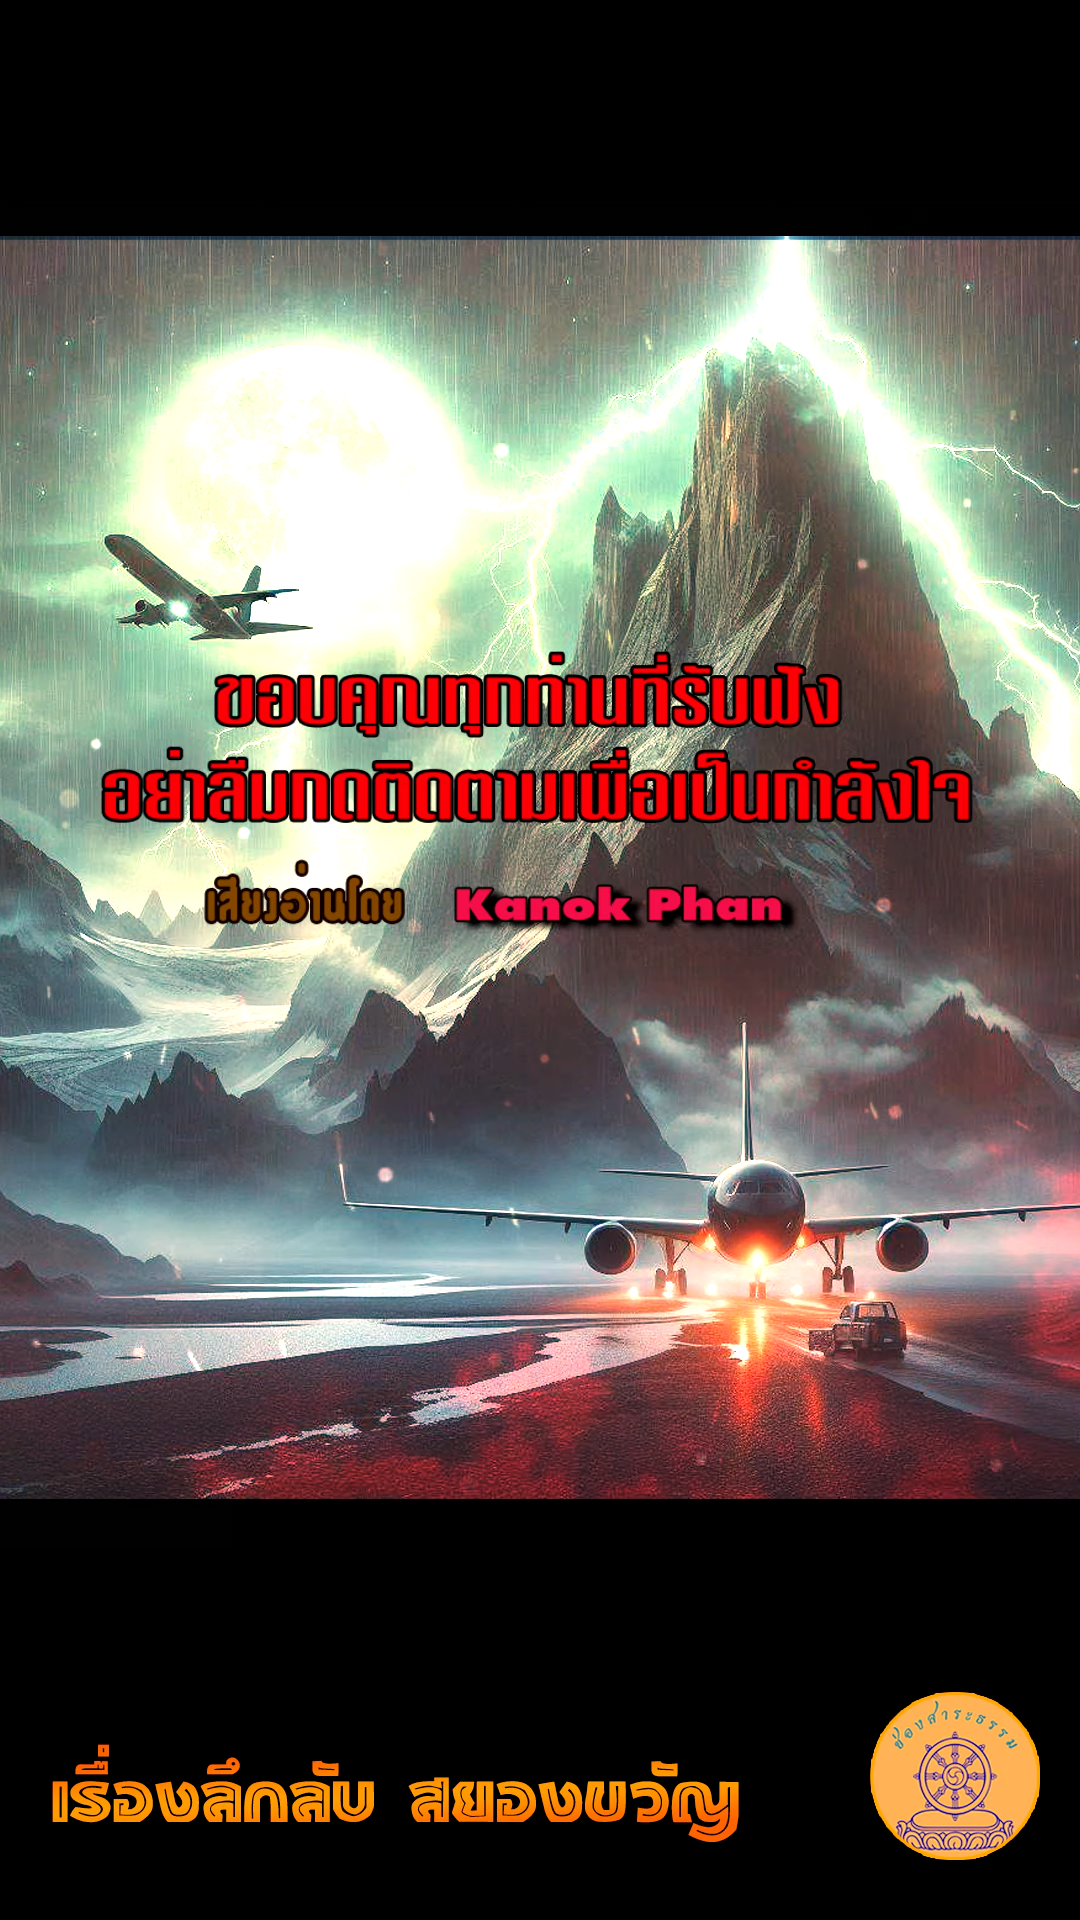 ขอบคุณทุกท่านที่รับฟัง
อย่าลืมกดติดตามเพื่อเป็นกำลังใจ
เสียงอ่านโดย Kanok Phan
เรื่องลึกลับ สยองขวัญ
ช่องสาระธรรม